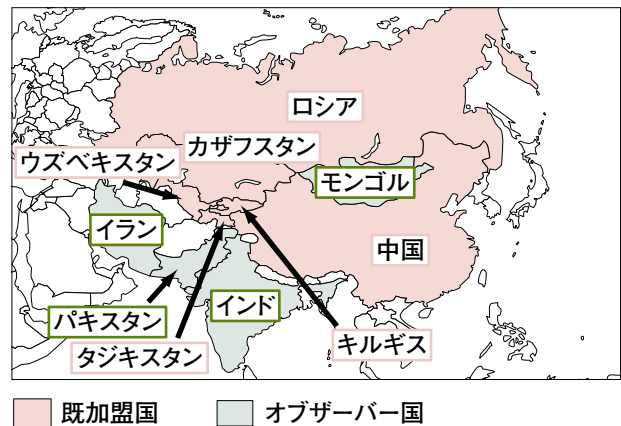 ロシア
カザフスタン
ウズベキスタン
モンゴル
イラン
中国
インド
パキスタン
キルギス
タジキスタン
既加盟国 オブザーバー国